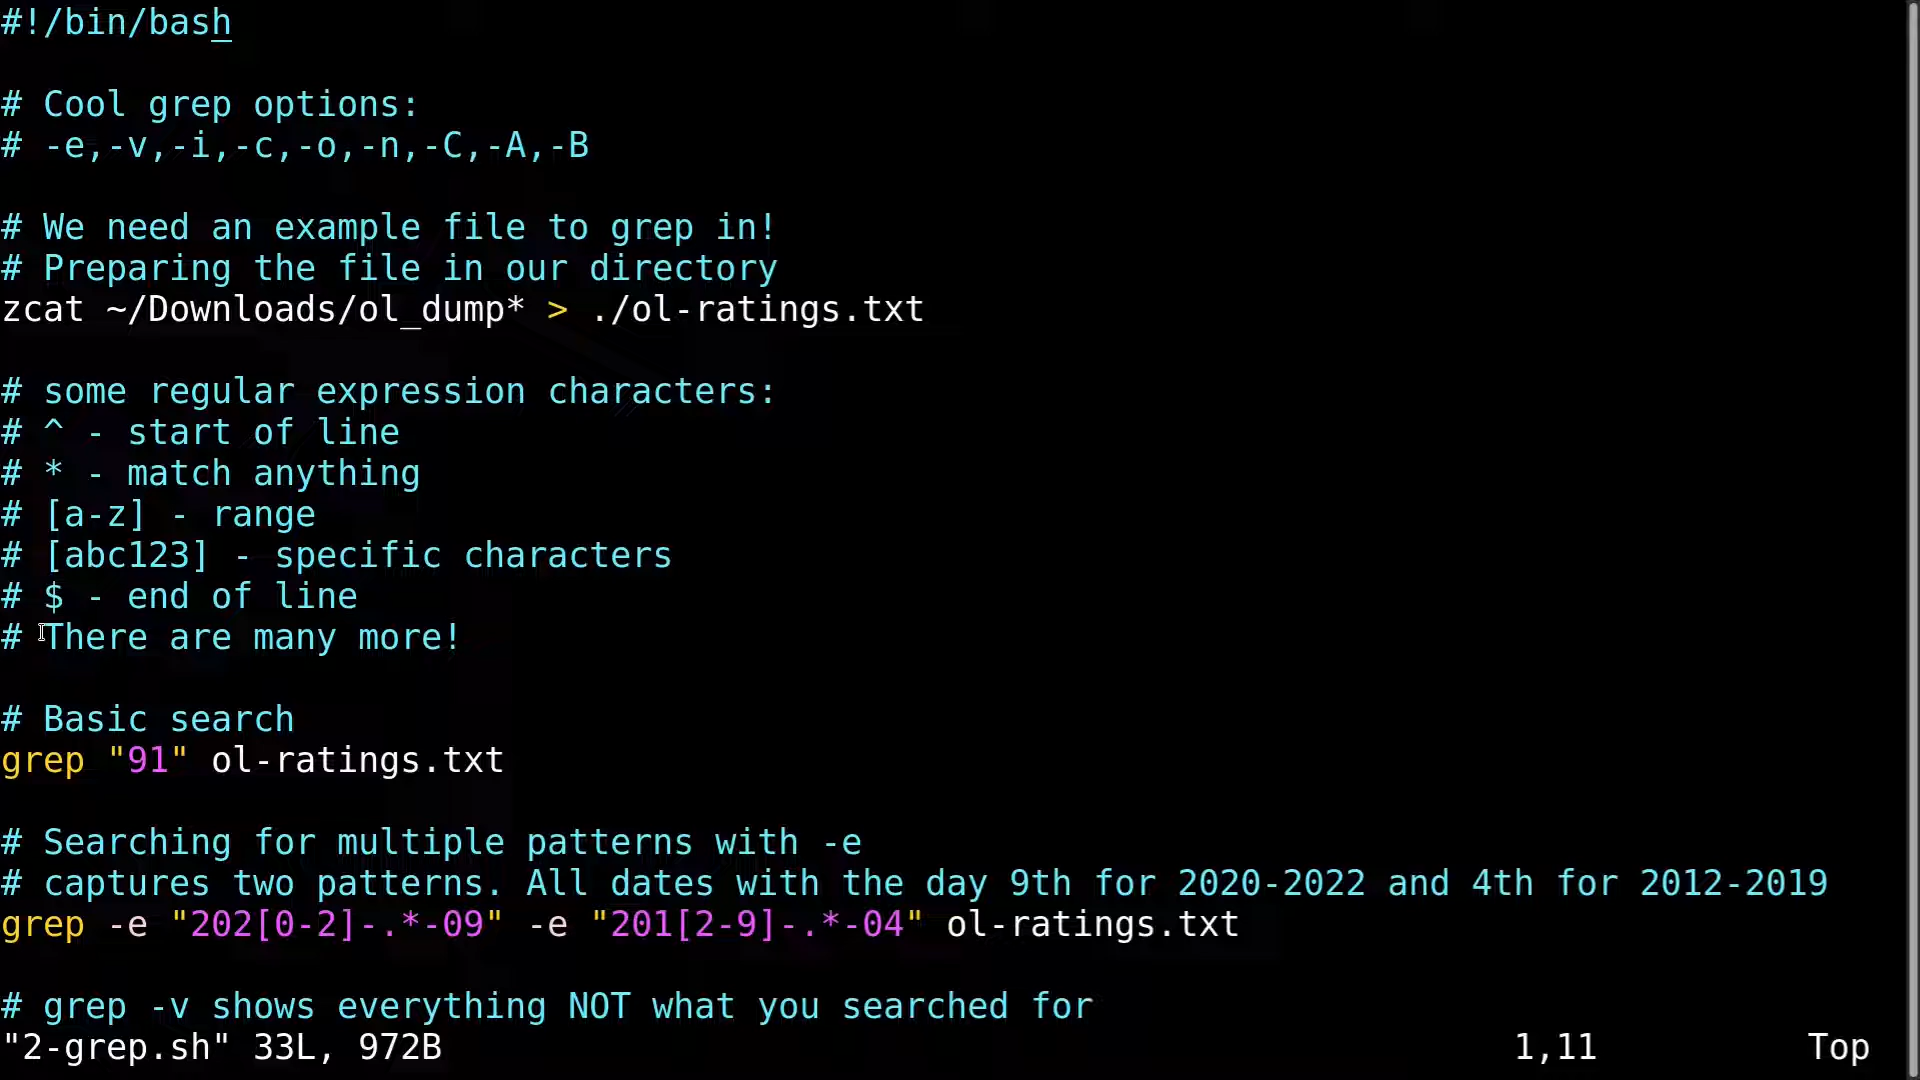 #!/bin/bash
# Cool grep options:
# -e,-v,-i,-c,-o,-n,-C,-A,-B
# We need an example file to grep in!
# Preparing the file in our directory
zcat ~/Downloads/ol_dump* > ./ol-ratings.txt
# some regular expression characters:
# ^ - start of line
# * - match anything
# [a-z] - range
# [abc123] - specific characters
# $ - end of line
# There are many more!
# Basic search
grep "91" ol-ratings.txt
# Searching for multiple patterns with -e
# captures two patterns. All dates with the day 9th for 2020-2022 and 4th for 2012-2019
grep -e "202[0-2]-.*-09" -e "201[2-9]-.*-04" ol-ratings.txt
# grep -v shows everything NOT what you searched for
"2-grep.sh" 33L, 972B 1,11 Top